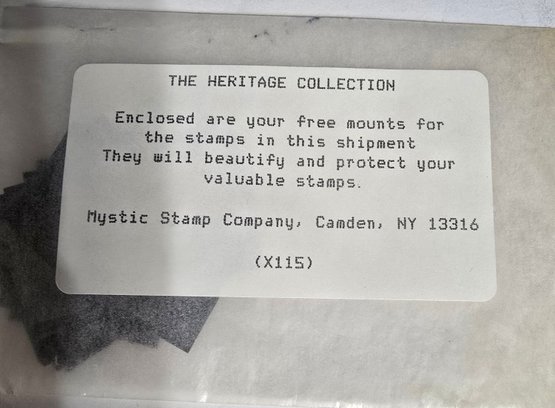 THE HERITAGE COLLECTION
Enclosed are your free mounts for
the stamps in this shipment
They will beautify and protect your
valuable stamps.
Mystic Stamp Company, Camden, NY 13316
(X115)